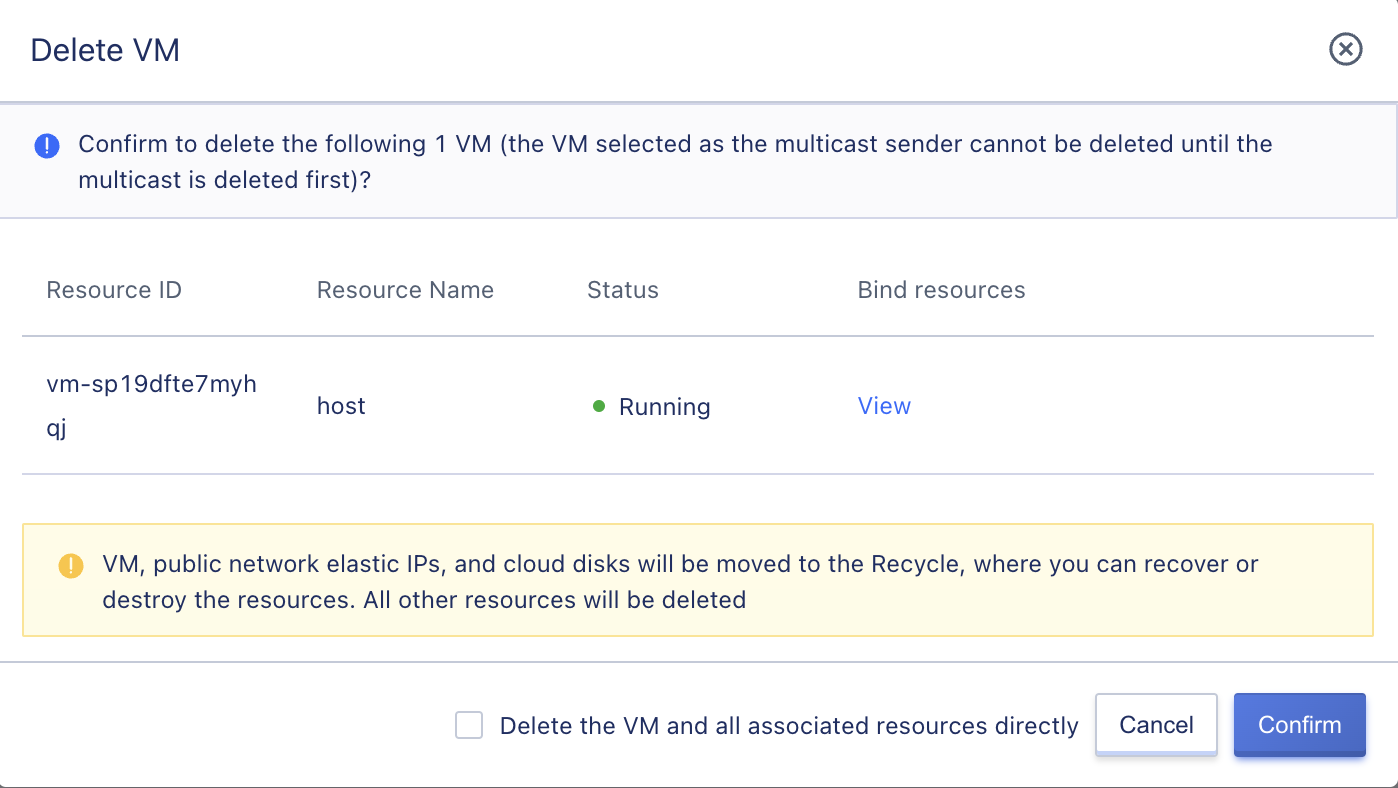 Delete VM
Confirm to delete the following 1 VM (the VM selected as the multicast sender cannot be deleted until the
multicast is deleted first)?
Resource ID Resource Name Status Bind resources
vm-sp19dfte7myh
qj
host
Running
View
VM, public network elastic IPs, and cloud disks will be moved to the Recycle, where you can recover or
destroy the resources. All other resources will be deleted
Delete the VM and all associated resources directly
Cancel
Confirm